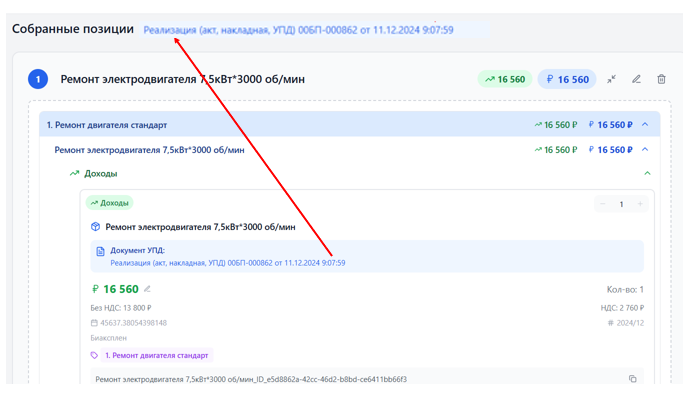 Собранные позиции Реализация (акт, накладная, УПД) 00БП-000862 от 11.12.2024 9:07:59
1 Ремонт электродвигателя 7,5кВт*3000 об/мин 16 560 ₽ 16 560
1. Ремонт двигателя стандарт 16 560 ₽ ₽ 16 560 ₽
Ремонт электродвигателя 7,5кВт*3000 об/мин 16 560 ₽ ₽ 16 560 ₽
Доходы
Доходы − 1 +
Ремонт электродвигателя 7,5кВт*3000 об/мин
Документ УПД:
Реализация (акт, накладная, УПД) 00БП-000862 от 11.12.2024 9:07:59
₽ 16 560 Кол-во: 1
Без НДС: 13 800 ₽ НДС: 2 760 ₽
45637.38054398148 # 2024/12
Биаксплен
1. Ремонт двигателя стандарт
Ремонт электродвигателя 7,5кВт*3000 об/мин_ID_e5d8862a-42cc-46d2-b8bd-ce6411bb66f3